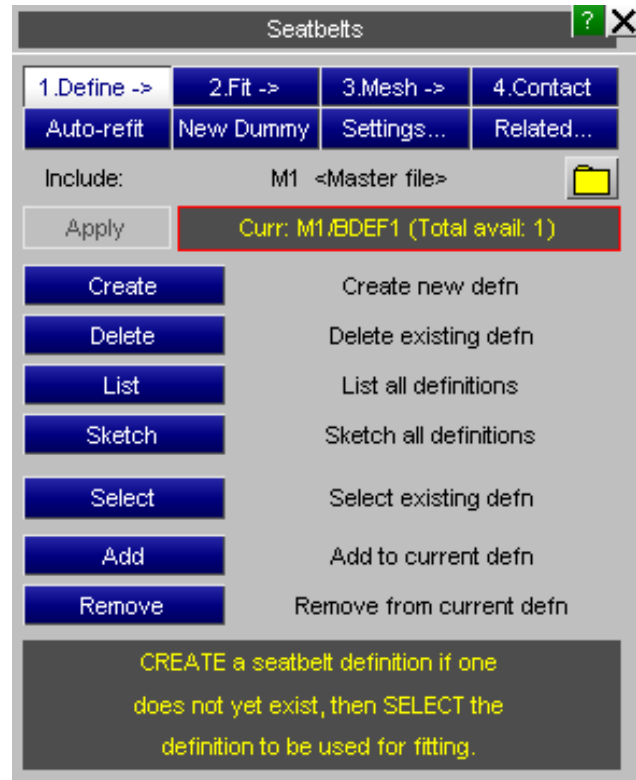 Seatbelts ?
1.Define -> 2.Fit -> 3.Mesh -> 4.Contact
Auto-refit New Dummy Settings... Related...
Include: M1 <Master file>
Apply Curr: M1/BDEF1 (Total avail: 1)
Create Create new defn
Delete Delete existing defn
List List all definitions
Sketch Sketch all definitions
Select Select existing defn
Add Add to current defn
Remove Remove from current defn
CREATE a seatbelt definition if one
does not yet exist, then SELECT the
definition to be used for fitting.